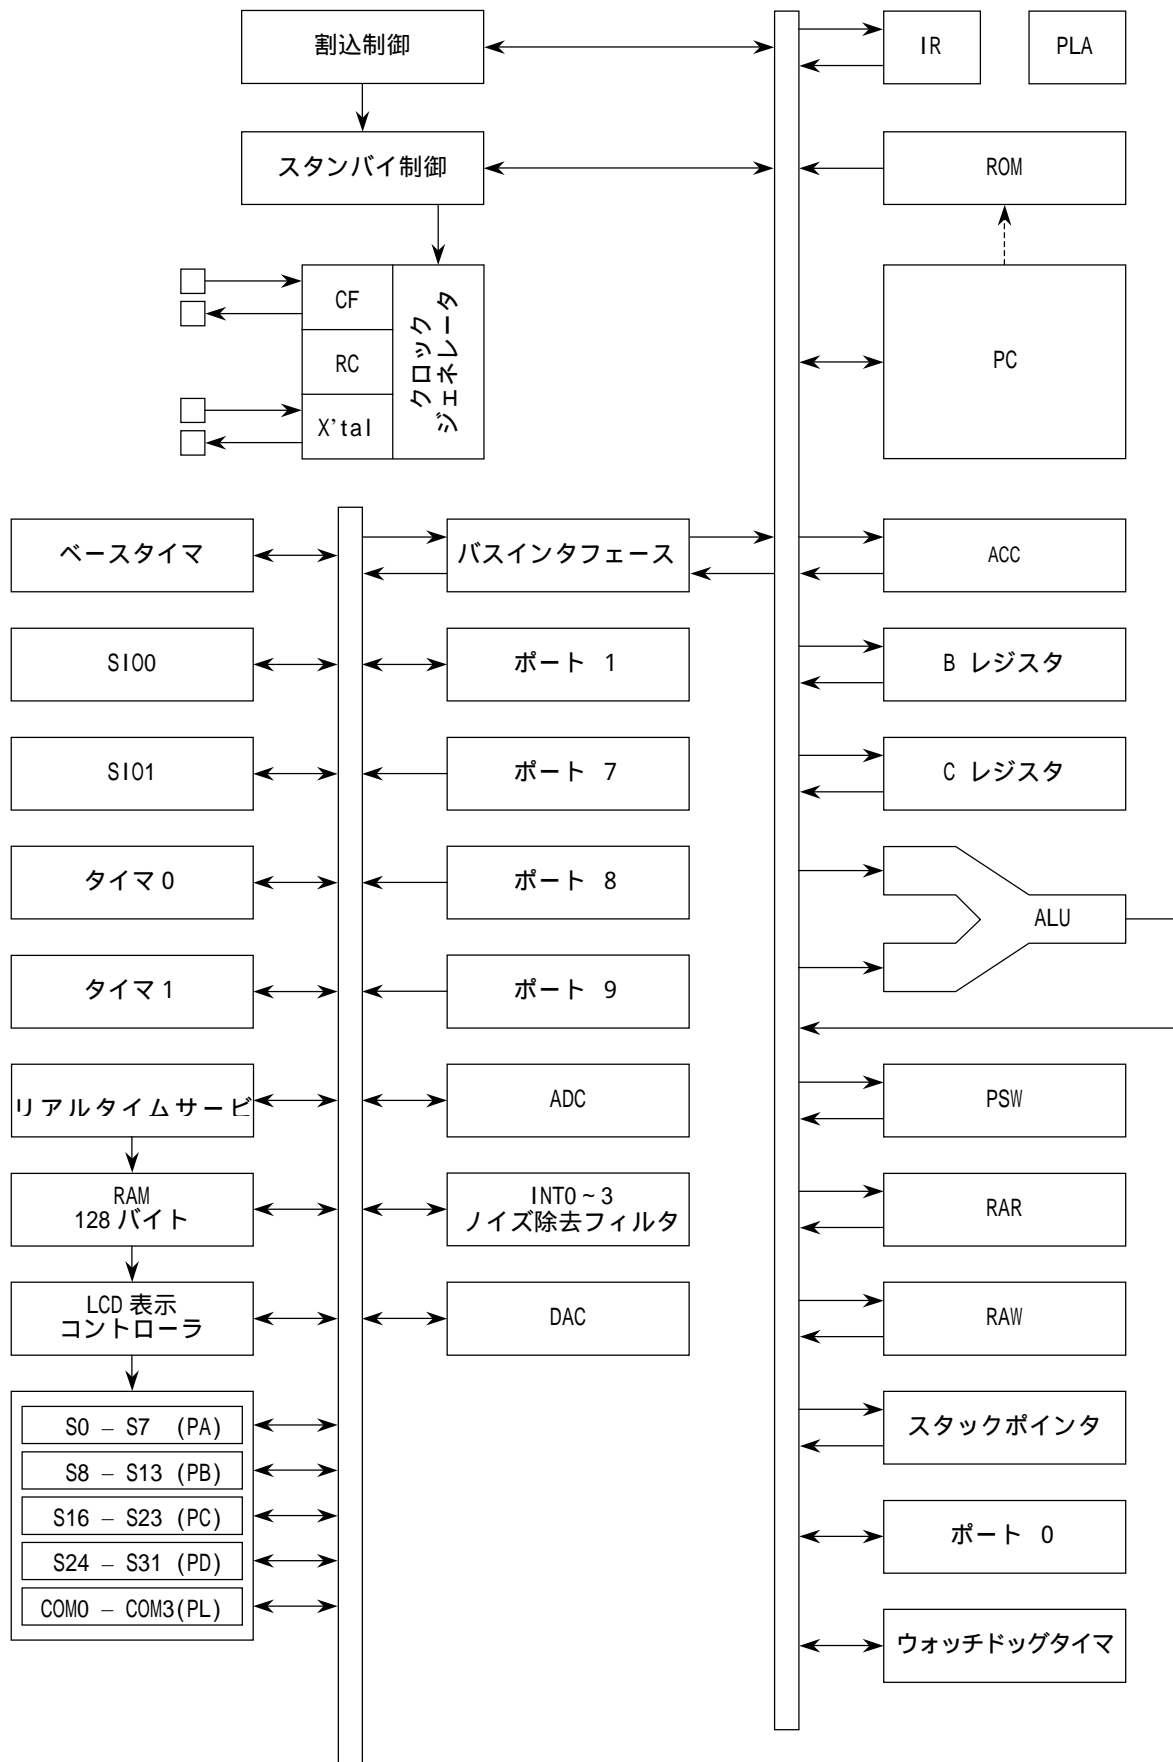 割込制御
IR
PLA
スタンバイ制御
ROM
CF
RC
X'tal
クロック
ジェネレータ
PC
ベースタイマ
バスインタフェース
ACC
SIO0
ポート 1
B レジスタ
SIO1
ポート 7
C レジスタ
タイマ0
ポート 8
ALU
タイマ1
ポート 9
リアルタイムサービ
ADC
PSW
RAM
128バイト
INT0~3
ノイズ除去フィルタ
RAR
LCD表示
コントローラ
DAC
RAW
S0 – S7 (PA)
S8 – S13 (PB)
S16 – S23 (PC)
S24 – S31 (PD)
COM0 – COM3(PL)
スタックポインタ
ポート 0
ウォッチドッグタイマ